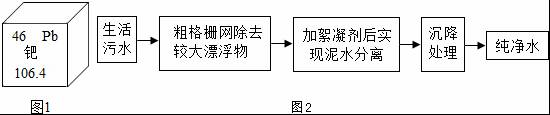 46 Pb
钯
106.4
图1
生活
污水
粗格栅网除去
较大漂浮物
加絮凝剂后实
现泥水分离
沉降
处理
纯净水
图2